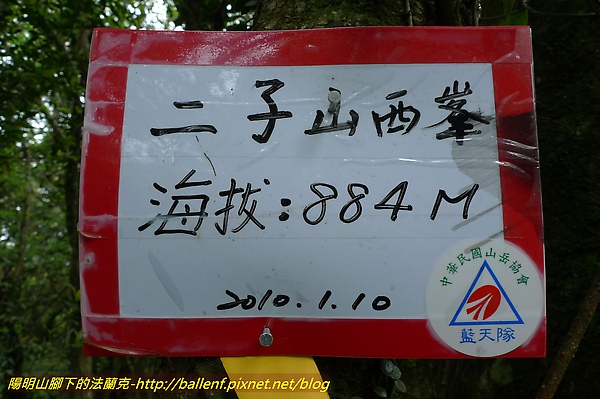 二子山西峯
海拔:884M
2010.1.10
中華民國山岳協會
藍天隊
陽明山腳下的法蘭克-http://ballenf.pixnet.net/blog